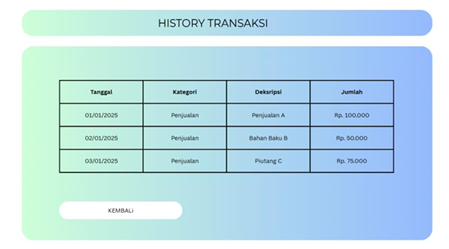 HISTORY TRANSAKSI
Tanggal Kategori Deksripsi Jumlah
01/01/2025 Penjualan Penjualan A Rp. 100.000
02/01/2025 Penjualan Bahan Baku B Rp. 50.000
03/01/2025 Penjualan Piutang C Rp. 75.000
KEMBALi